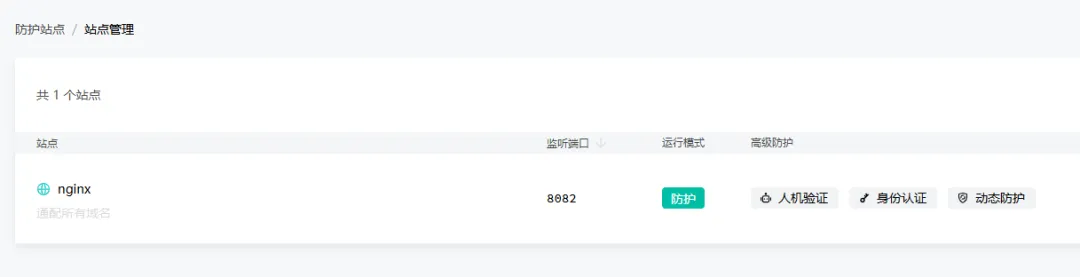 防护站点 / 站点管理
共 1 个站点
站点 监听端口 ↓ 运行模式 高级防护
nginx 8082 防护 人机验证 身份认证 动态防护
通配所有域名